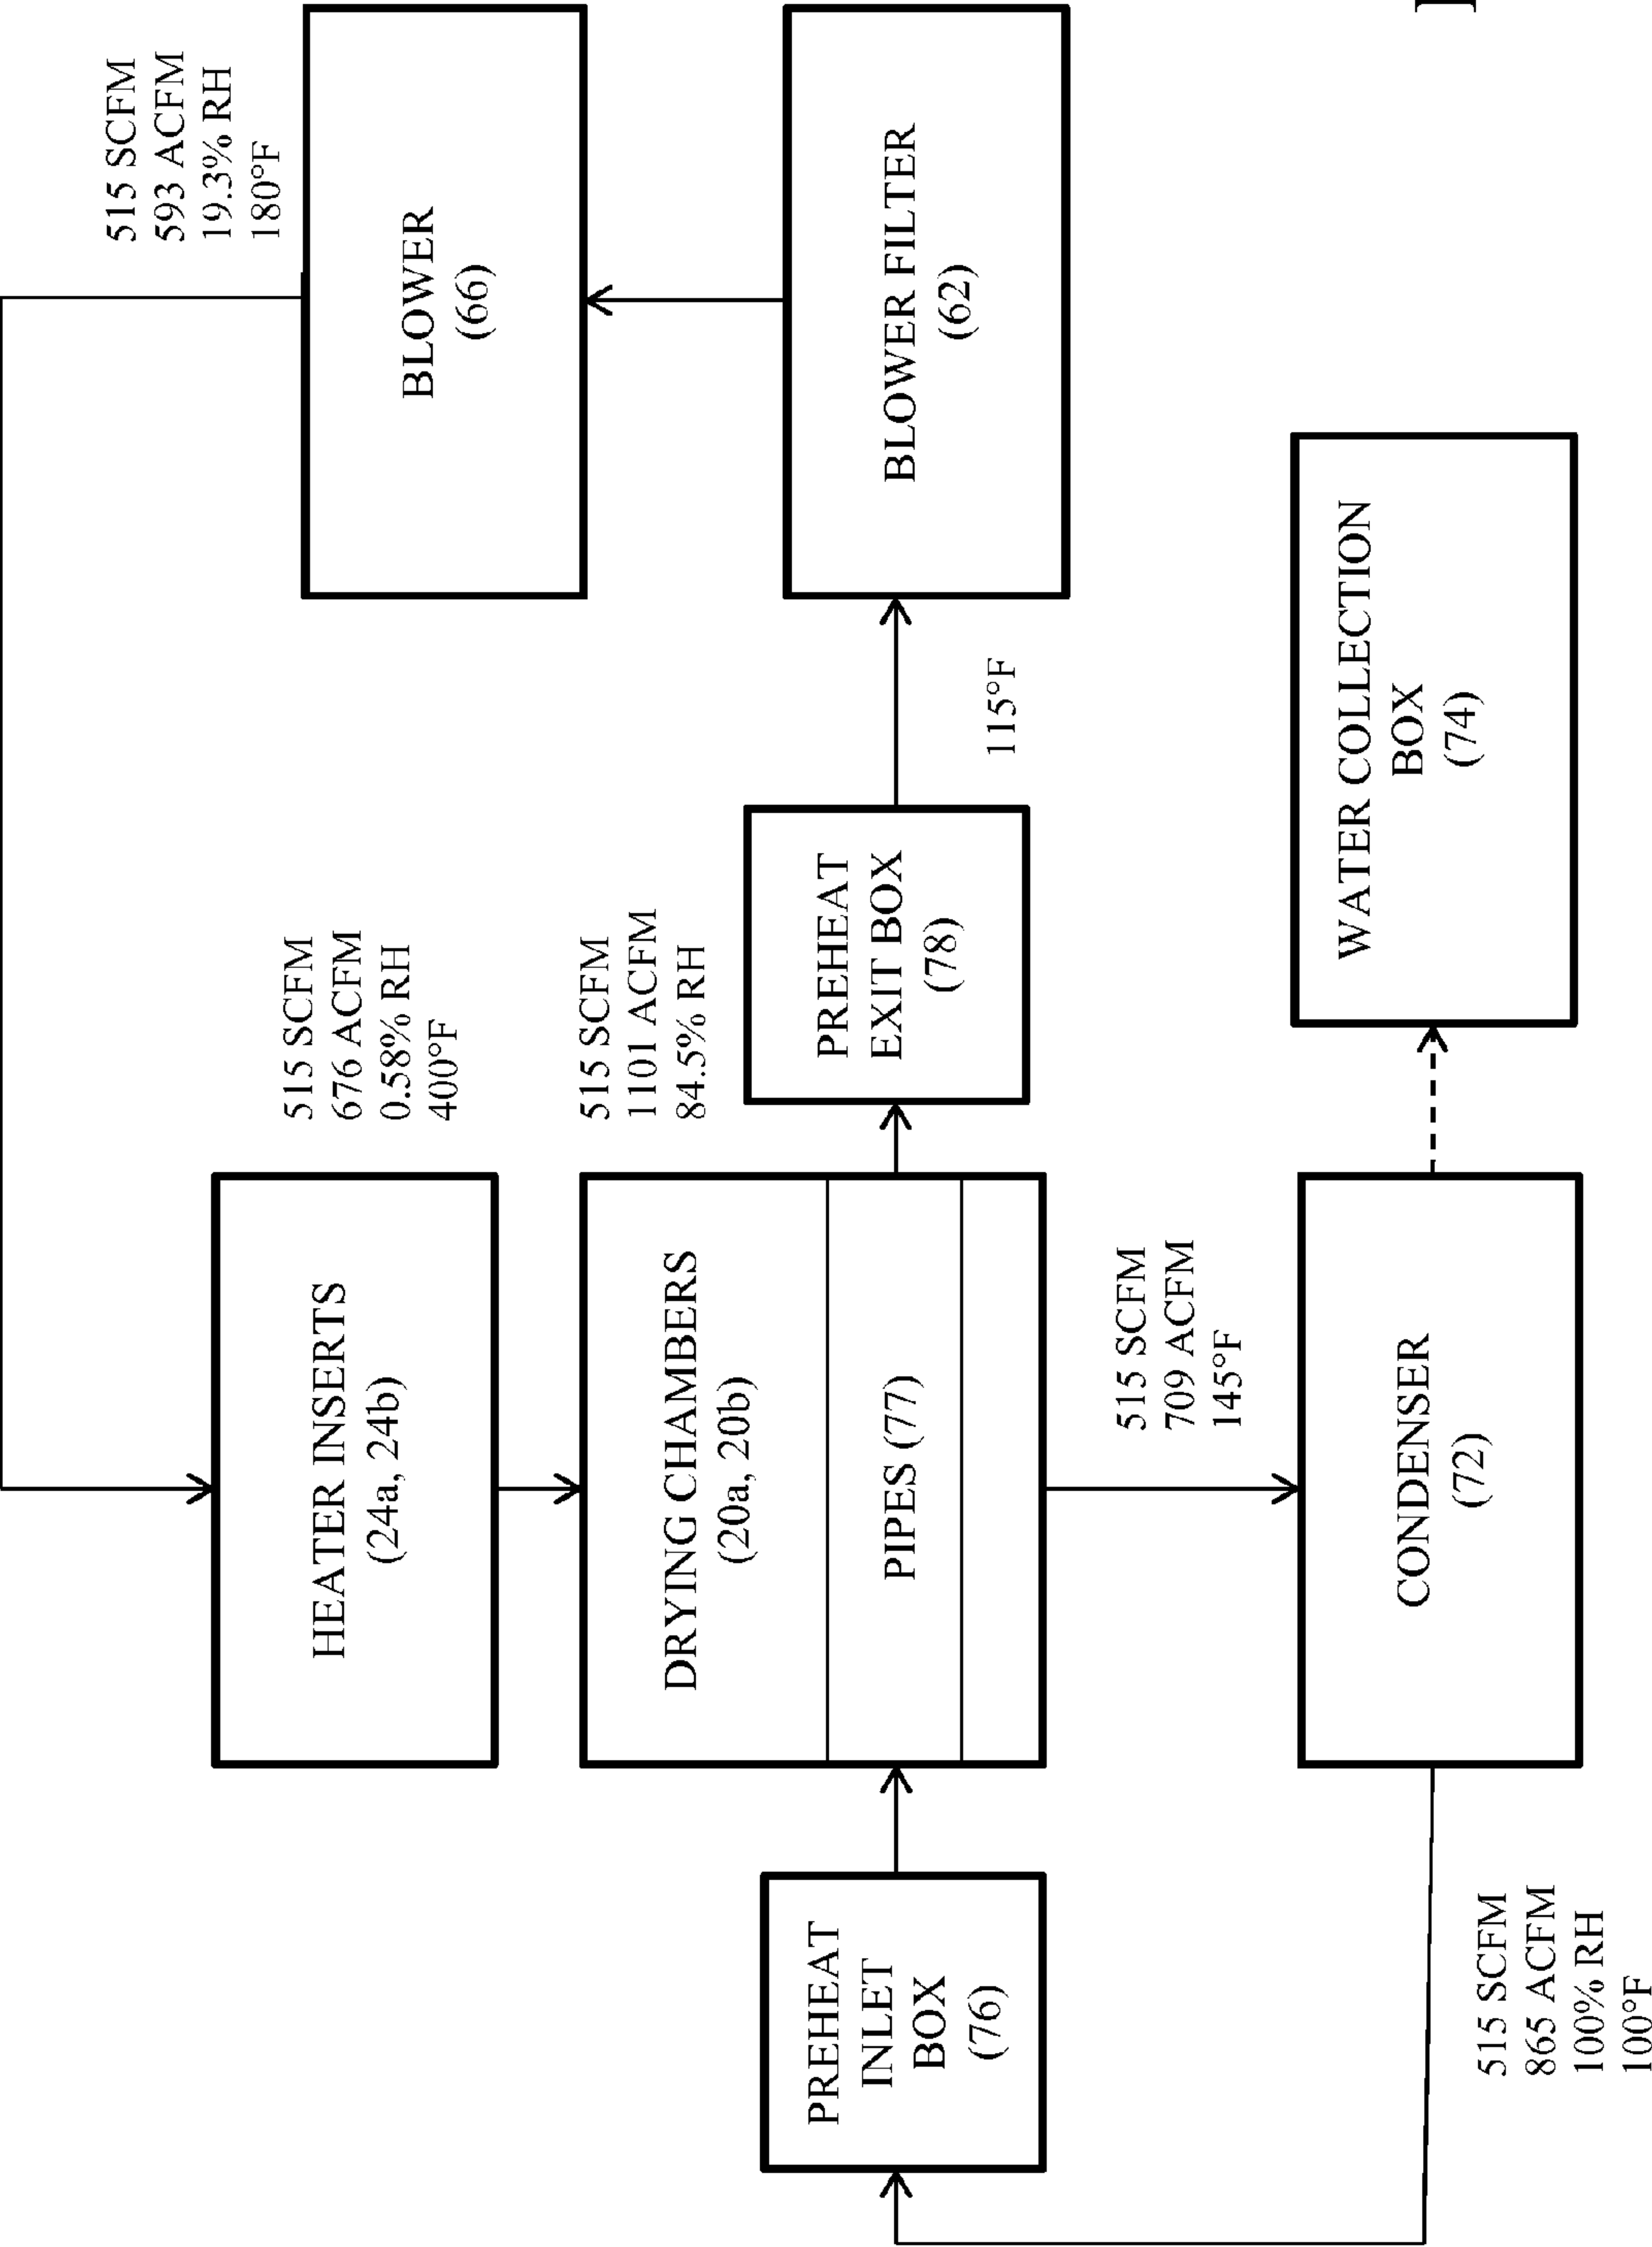 515 SCFM
593 ACFM
19.3% RH
180°F
HEATER INSERTS
(24a, 24b)
515 SCFM
676 ACFM
0.58% RH
400°F
BLOWER
(66)
DRYING CHAMBERS
(20a, 20b)
515 SCFM
1101 ACFM
84.5% RH
PREHEAT
INLET
BOX
(76)
PIPES (77)
PREHEAT
EXIT BOX
(78)
115°F
BLOWER FILTER
(62)
515 SCFM
709 ACFM
145°F
CONDENSER
(72)
WATER COLLECTION
BOX
(74)
515 SCFM
865 ACFM
100% RH
100°F